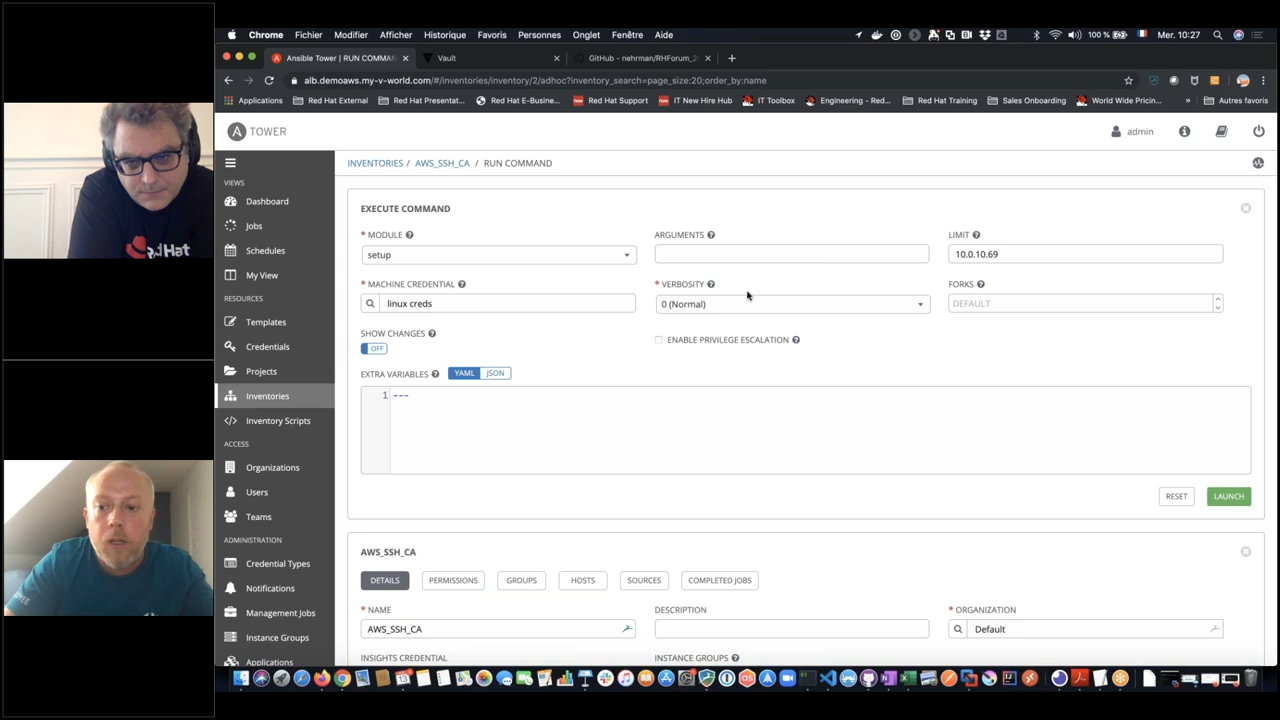 Chrome Fichier Modifier Afficher Historique Favoris Personnes Onglet Fenêtre Aide 100 % Mer. 10:27
Ansible Tower | RUN COMMAN Vault GitHub - nehrman/RHForum_2
alb.demoaws.my-v-world.com/#/inventories/inventory/2/adhoc?inventory_search=page_size:20;order_by:name
Applications Red Hat External Red Hat Presentat... Red Hat E-Busine... Red Hat Support IT New Hire Hub IT Toolbox Engineering - Red... Red Hat Training Sales Onboarding World Wide Pricin... » Autres favoris
A TOWER admin
INVENTORIES / AWS_SSH_CA / RUN COMMAND
VIEWS
Dashboard
Jobs
Schedules
My View
RESOURCES
Templates
Credentials
Projects
Inventories
Inventory Scripts
ACCESS
Organizations
Users
Teams
ADMINISTRATION
Credential Types
Notifications
Management Jobs
Instance Groups
Applications
EXECUTE COMMAND
* MODULE ARGUMENTS LIMIT
setup 10.0.10.69
* MACHINE CREDENTIAL * VERBOSITY FORKS
linux creds 0 (Normal) DEFAULT
SHOW CHANGES
OFF ENABLE PRIVILEGE ESCALATION
EXTRA VARIABLES YAML JSON
1 ---
RESET LAUNCH
AWS_SSH_CA
DETAILS PERMISSIONS GROUPS HOSTS SOURCES COMPLETED JOBS
* NAME DESCRIPTION * ORGANIZATION
AWS_SSH_CA Default
INSIGHTS CREDENTIAL INSTANCE GROUPS
Red Hat